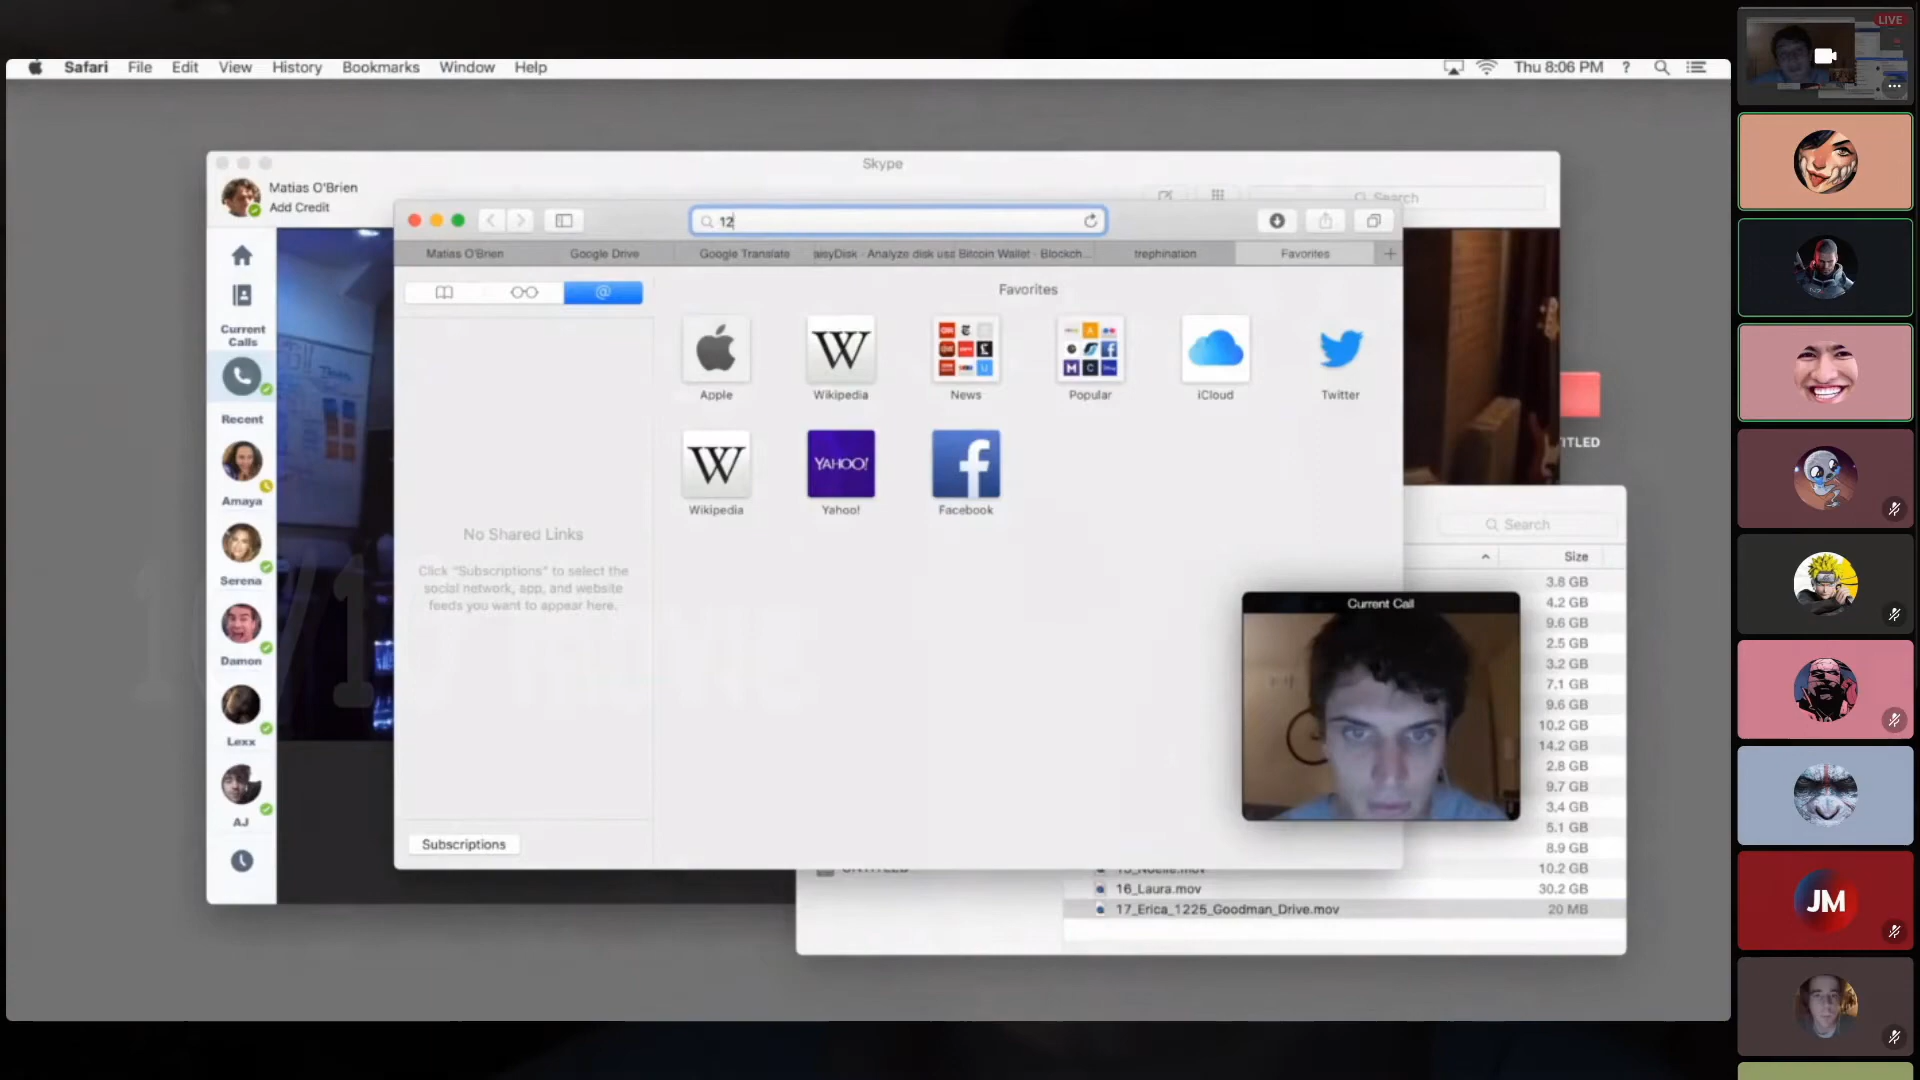 LIVE
Safari File Edit View History Bookmarks Window Help
Thu 8:06 PM ?
Skype
Matias O'Brien
Add Credit
Search
12
Matias O'Brien
Google Drive
Google Translate
aisyDisk - Analyze disk usa
Bitcoin Wallet - Blockch...
trephination
Favorites
Favorites
Current
Calls
Apple
Wikipedia
News
Popular
iCloud
Twitter
Recent
YAHOO!
Wikipedia
Yahoo!
Facebook
Amaya
No Shared Links
Click "Subscriptions" to select the
social network, app, and website
feeds you want to appear here.
Serena
Damon
Lexx
AJ
Subscriptions
Current Call
Search
Size
3.8 GB
4.2 GB
9.6 GB
2.5 GB
3.2 GB
7.1 GB
9.6 GB
10.2 GB
14.2 GB
2.8 GB
9.7 GB
3.4 GB
5.1 GB
8.9 GB
10.2 GB
16_Laura.mov 30.2 GB
17_Erica_1225_Goodman_Drive.mov 20 MB
JM